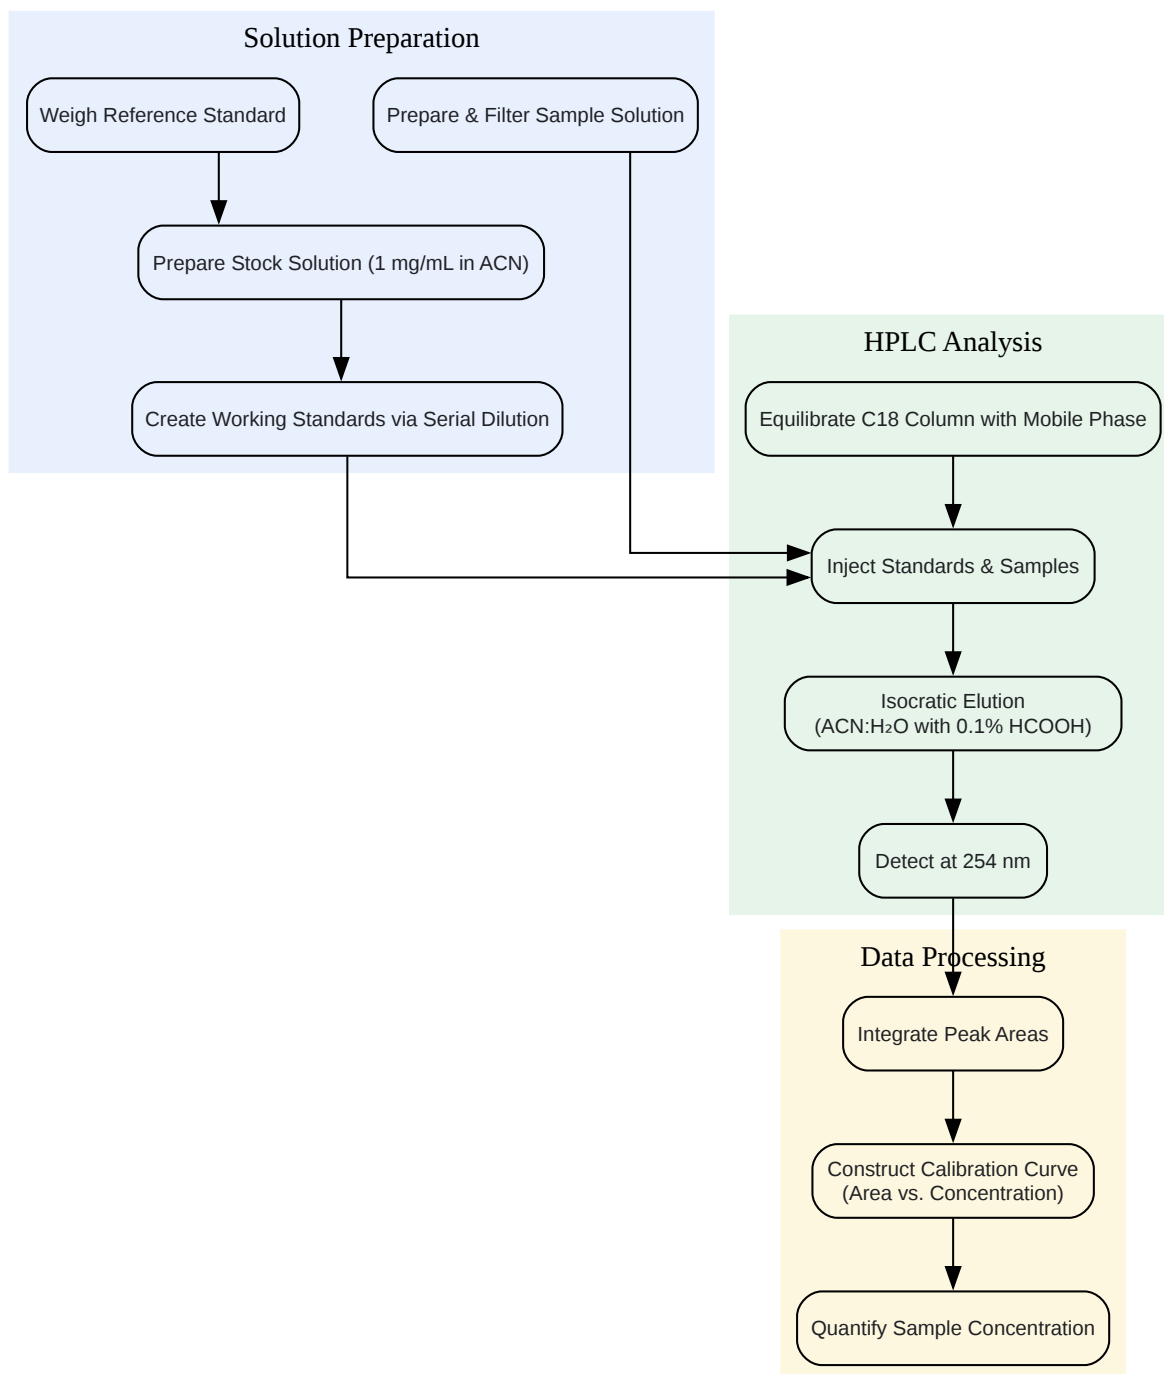 Solution Preparation
Weigh Reference Standard
Prepare & Filter Sample Solution
Prepare Stock Solution (1 mg/mL in ACN)
Create Working Standards via Serial Dilution
HPLC Analysis
Equilibrate C18 Column with Mobile Phase
Inject Standards & Samples
Isocratic Elution
(ACN:H₂O with 0.1% HCOOH)
Detect at 254 nm
Data Processing
Integrate Peak Areas
Construct Calibration Curve
(Area vs. Concentration)
Quantify Sample Concentration